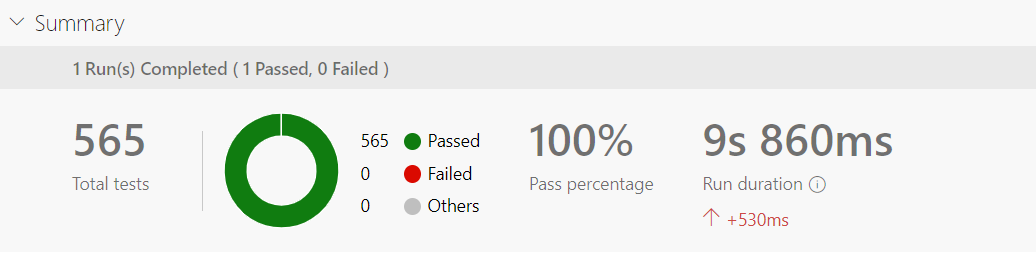 Summary
1 Run(s) Completed ( 1 Passed, 0 Failed )
565
Total tests
565 Passed
0 Failed
0 Others
100%
Pass percentage
9s 860ms
Run duration
+530ms